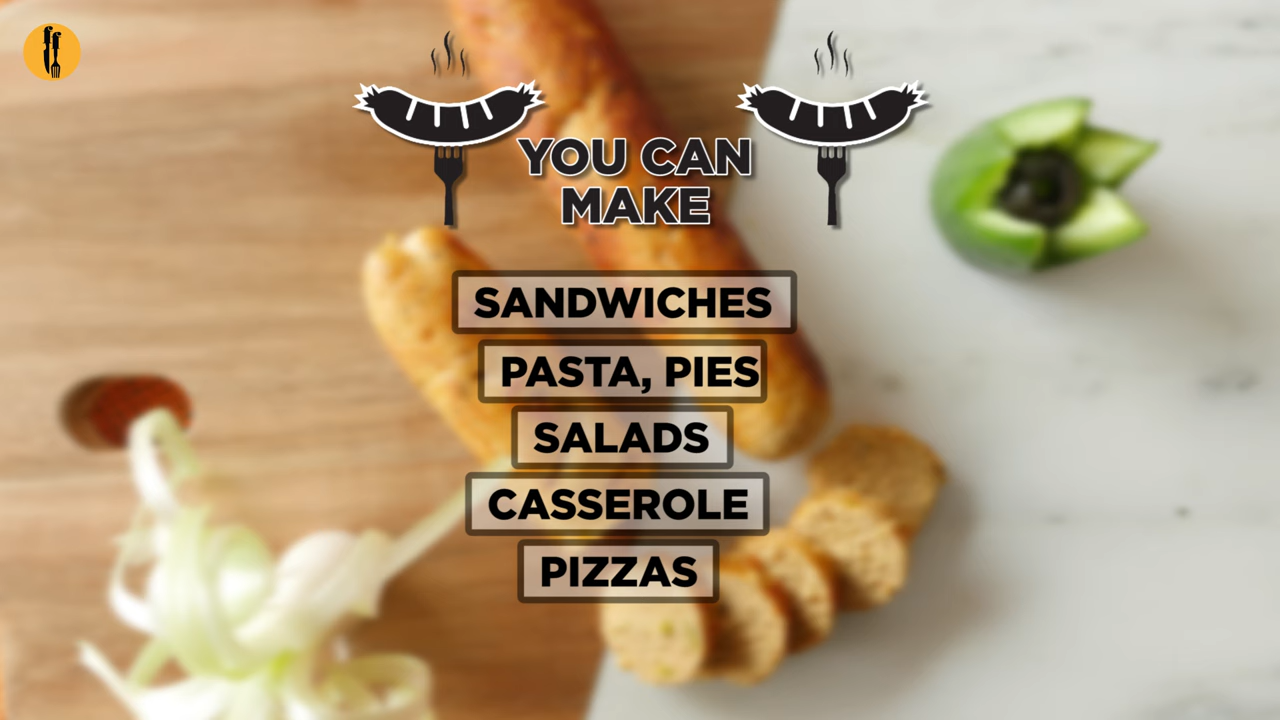 YOU CAN
MAKE
SANDWICHES
PASTA, PIES
SALADS
CASSEROLE
PIZZAS